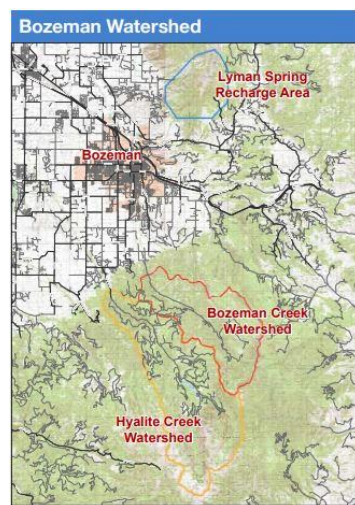 Bozeman Watershed
Lyman Spring
Recharge Area
Bozeman
Bozeman Creek
Watershed
Hyalite Creek
Watershed